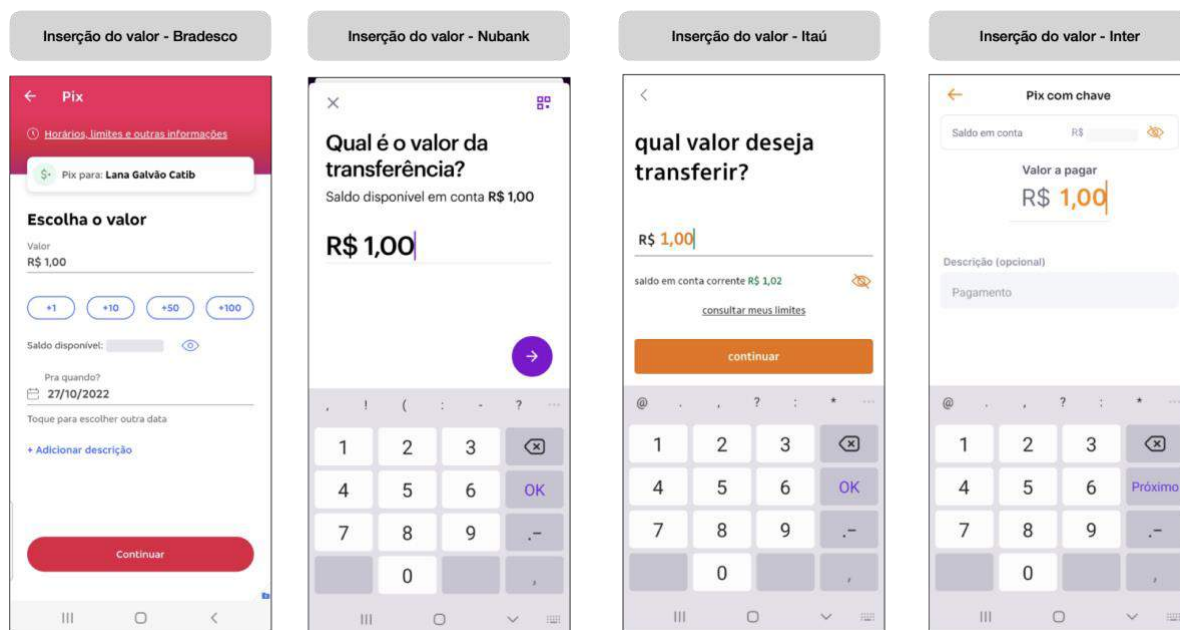 Inserção do valor - Bradesco
Pix
Horários, limites e outras informações
Pix para: Lana Galvão Catib
Escolha o valor
Valor
R$ 1,00
+1 +10 +50 +100
Saldo disponível:
Pra quando?
27/10/2022
Toque para escolher outra data
+ Adicionar descrição
Continuar
Inserção do valor - Nubank
Qual é o valor da
transferência?
Saldo disponível em conta R$ 1,00
R$ 1,00
, ! ( : - ? ...
1 2 3
4 5 6 OK
7 8 9 .-
0 ,
Inserção do valor - Itaú
qual valor deseja
transferir?
R$ 1,00
saldo em conta corrente R$ 1,02
consultar meus limites
continuar
@ . , ? : * ...
1 2 3
4 5 6 OK
7 8 9 .-
0 ,
Inserção do valor - Inter
Pix com chave
Saldo em conta R$
Valor a pagar
R$ 1,00
Descrição (opcional)
Pagamento
@ . , ? : * ...
1 2 3
4 5 6 Próximo
7 8 9 .-
0 ,